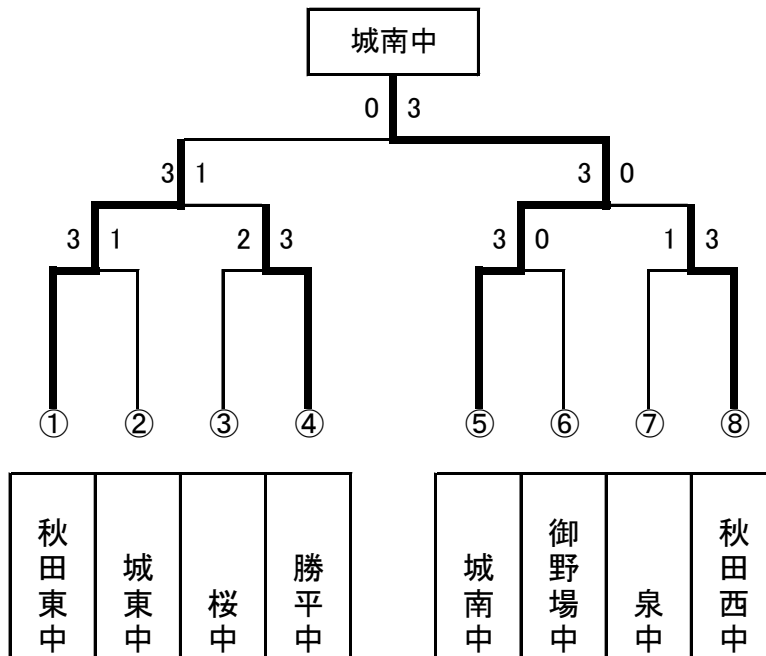 城南中
0 3
3 1 3 0
3 1 2 3 3 0 1 3
① ② ③ ④ ⑤ ⑥ ⑦ ⑧
秋田東中
城東中
桜中
勝平中
城南中
御野場中
泉中
秋田西中